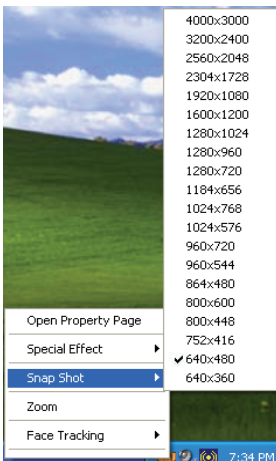 4000x3000
3200x2400
2560x2048
2304x1728
1920x1080
1600x1200
1280x1024
1280x960
1280x720
1184x656
1024x768
1024x576
960x720
960x544
864x480
800x600
800x448
752x416
✔640x480
640x360
Open Property Page
Special Effect
Snap Shot
Zoom
Face Tracking
7:34 PM